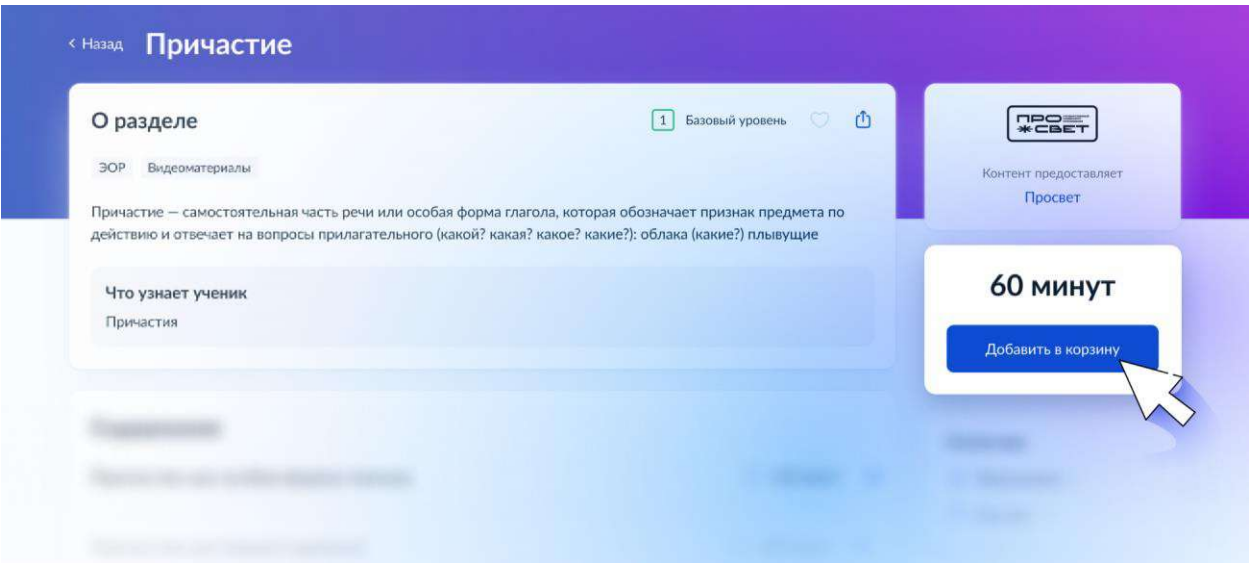 Назад Причастие
О разделе
1 Базовый уровень
ЭОР Видеоматериалы
Причастие — самостоятельная часть речи или особая форма глагола, которая обозначает признак предмета по
действию и отвечает на вопросы прилагательного (какой? какая? какое? какие?): облака (какие?) плывущие
Что узнает ученик
Причастия
ПРО
СВЕТ
Контент предоставляет
Просвет
60 минут
Добавить в корзину